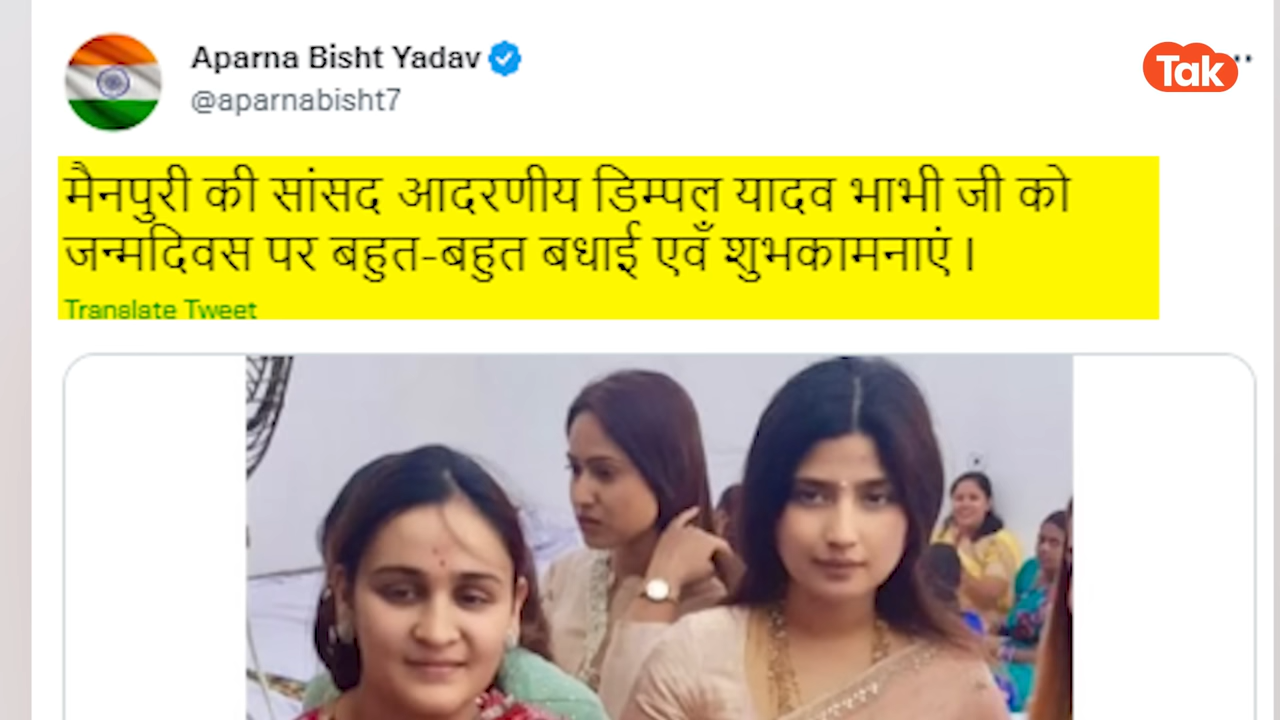 Aparna Bisht Yadav
@aparnabisht7
Tak
मैनपुरी की सांसद आदरणीय डिम्पल यादव भाभी जी को
जन्मदिवस पर बहुत-बहुत बधाई एवँ शुभकामनाएं।
Translate Tweet